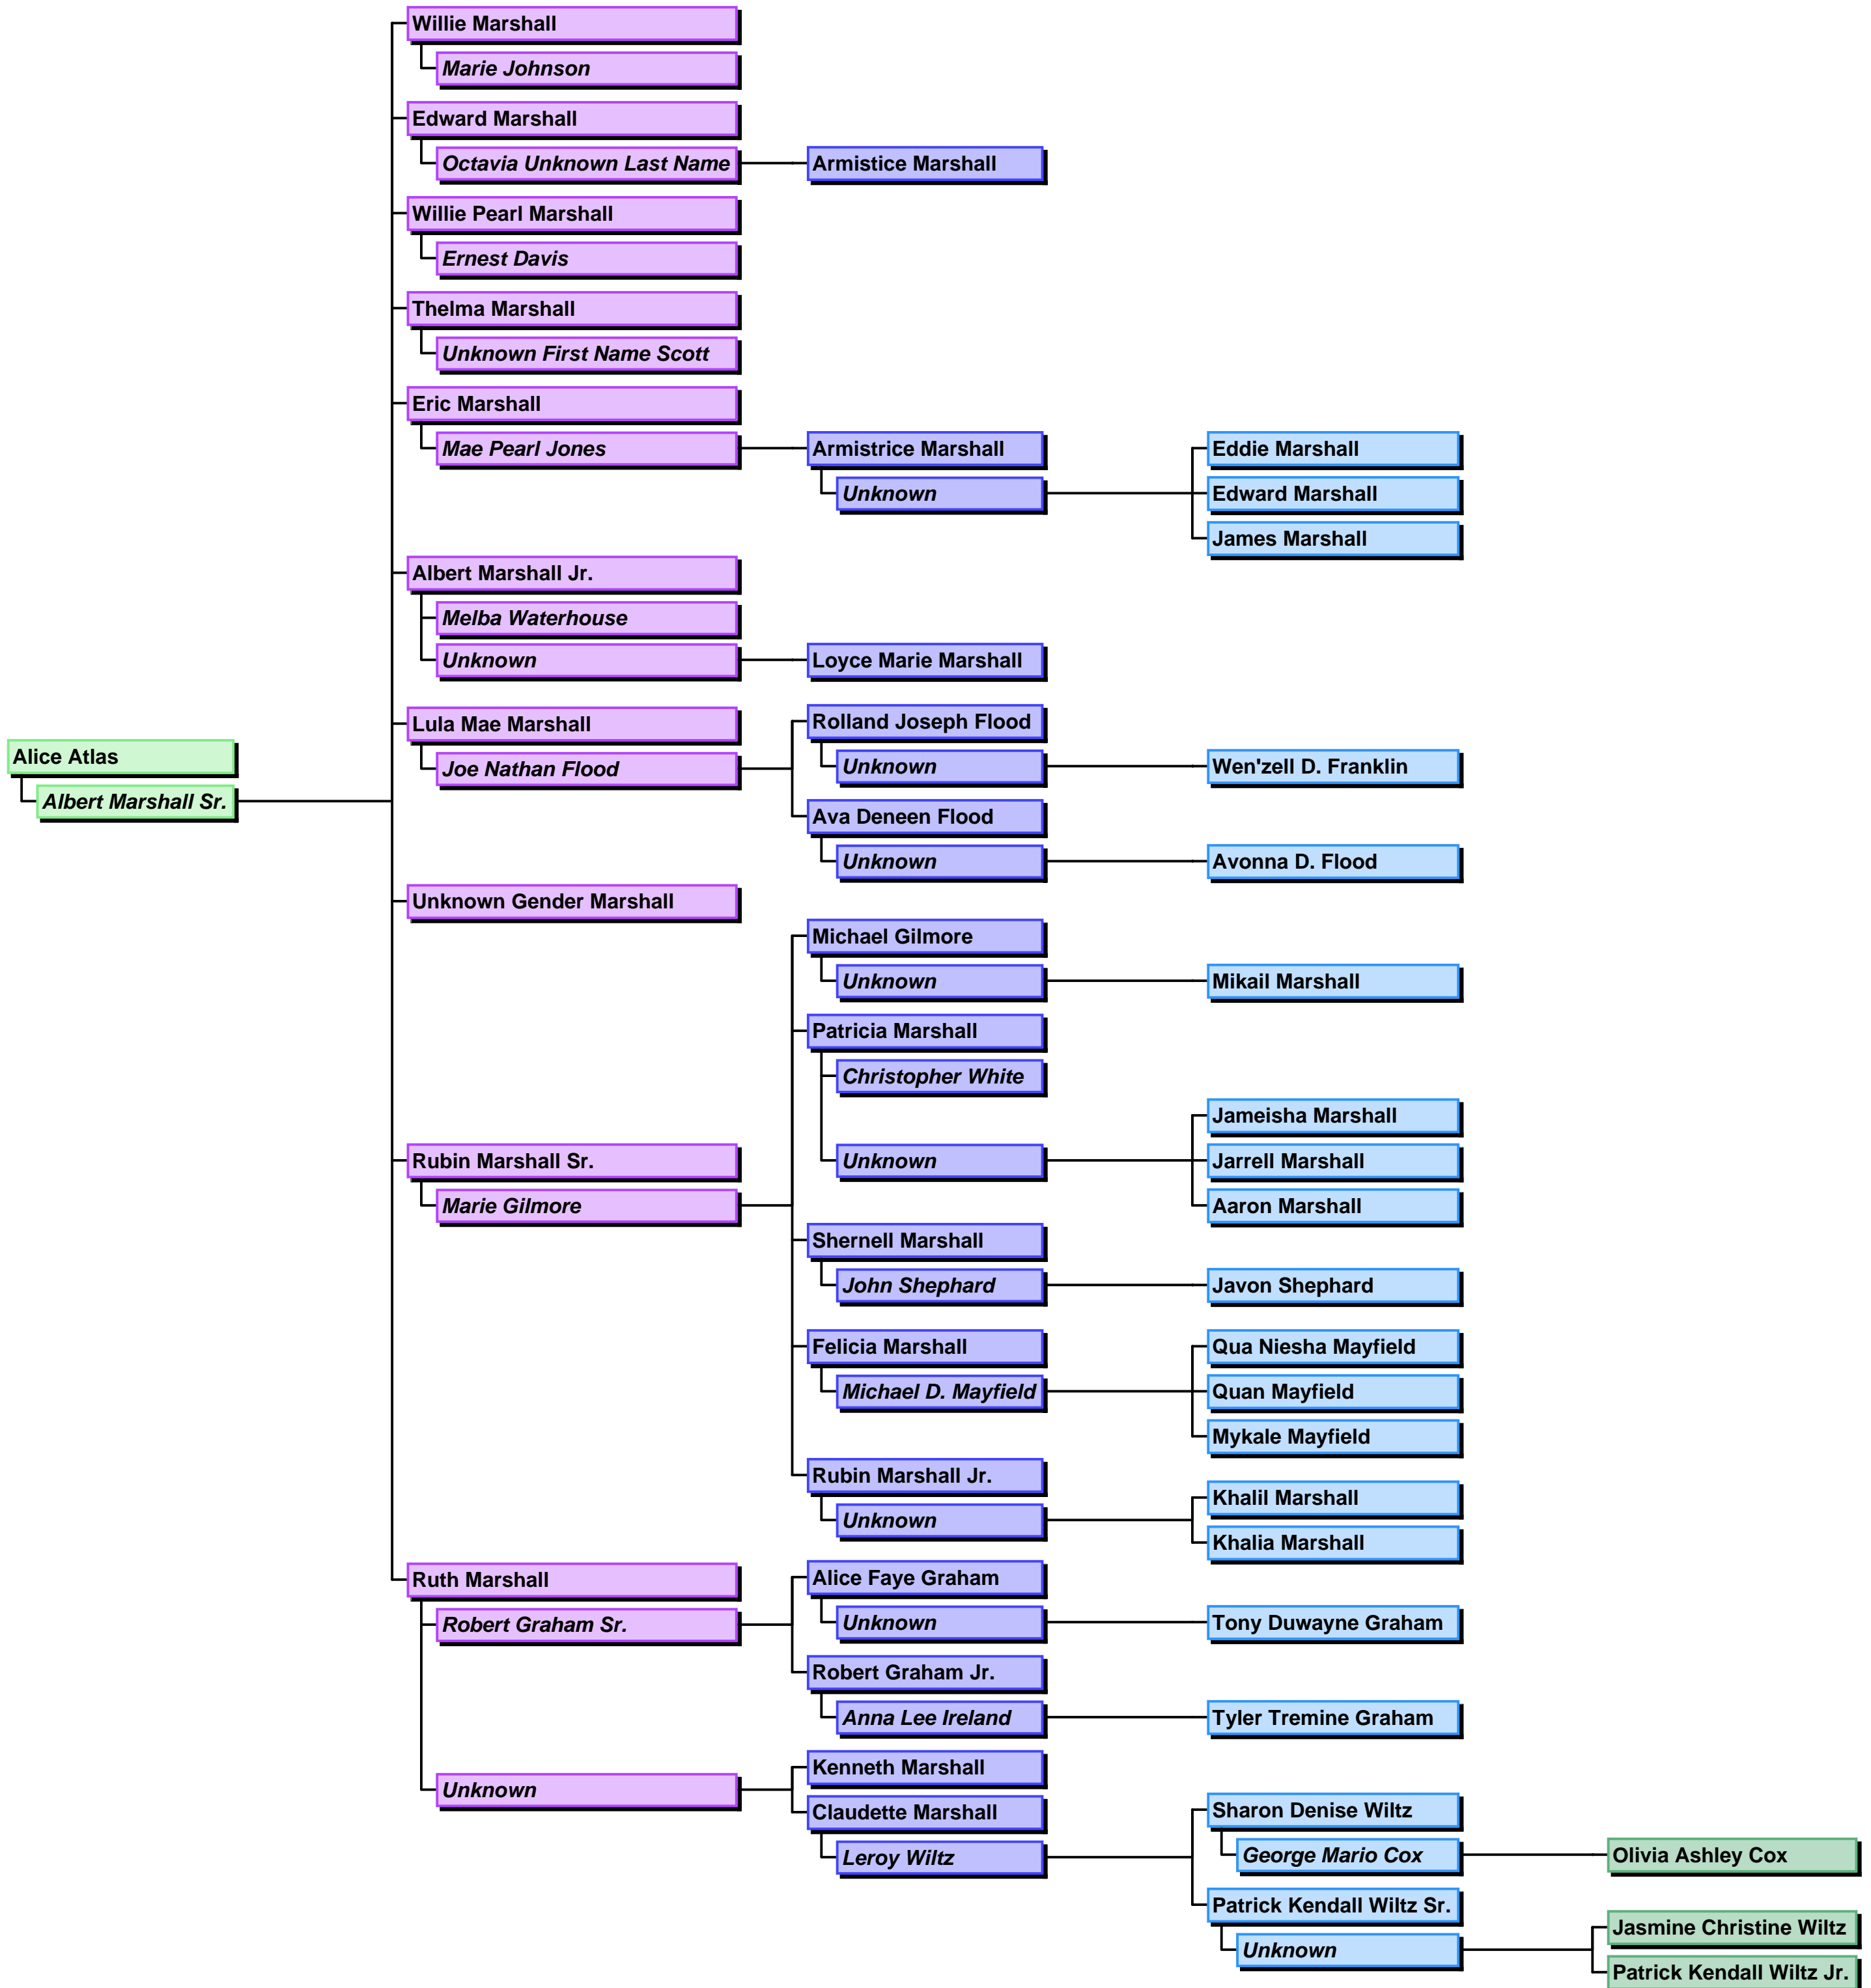 Willie Marshall
Marie Johnson
Edward Marshall
Octavia Unknown Last Name
Armistice Marshall
Willie Pearl Marshall
Ernest Davis
Thelma Marshall
Unknown First Name Scott
Eric Marshall
Mae Pearl Jones
Armistrice Marshall
Unknown
Eddie Marshall
Edward Marshall
James Marshall
Albert Marshall Jr.
Melba Waterhouse
Unknown
Loyce Marie Marshall
Alice Atlas
Albert Marshall Sr.
Lula Mae Marshall
Joe Nathan Flood
Rolland Joseph Flood
Unknown
Wen'zell D. Franklin
Ava Deneen Flood
Unknown
Avonna D. Flood
Unknown Gender Marshall
Rubin Marshall Sr.
Marie Gilmore
Michael Gilmore
Unknown
Mikail Marshall
Patricia Marshall
Christopher White
Unknown
Jameisha Marshall
Jarrell Marshall
Aaron Marshall
Shernell Marshall
John Shephard
Javon Shephard
Felicia Marshall
Michael D. Mayfield
Qua Niesha Mayfield
Quan Mayfield
Mykale Mayfield
Rubin Marshall Jr.
Unknown
Khalil Marshall
Khalia Marshall
Ruth Marshall
Robert Graham Sr.
Alice Faye Graham
Unknown
Tony Duwayne Graham
Robert Graham Jr.
Anna Lee Ireland
Tyler Tremine Graham
Unknown
Kenneth Marshall
Claudette Marshall
Leroy Wiltz
Sharon Denise Wiltz
George Mario Cox
Olivia Ashley Cox
Patrick Kendall Wiltz Sr.
Unknown
Jasmine Christine Wiltz
Patrick Kendall Wiltz Jr.